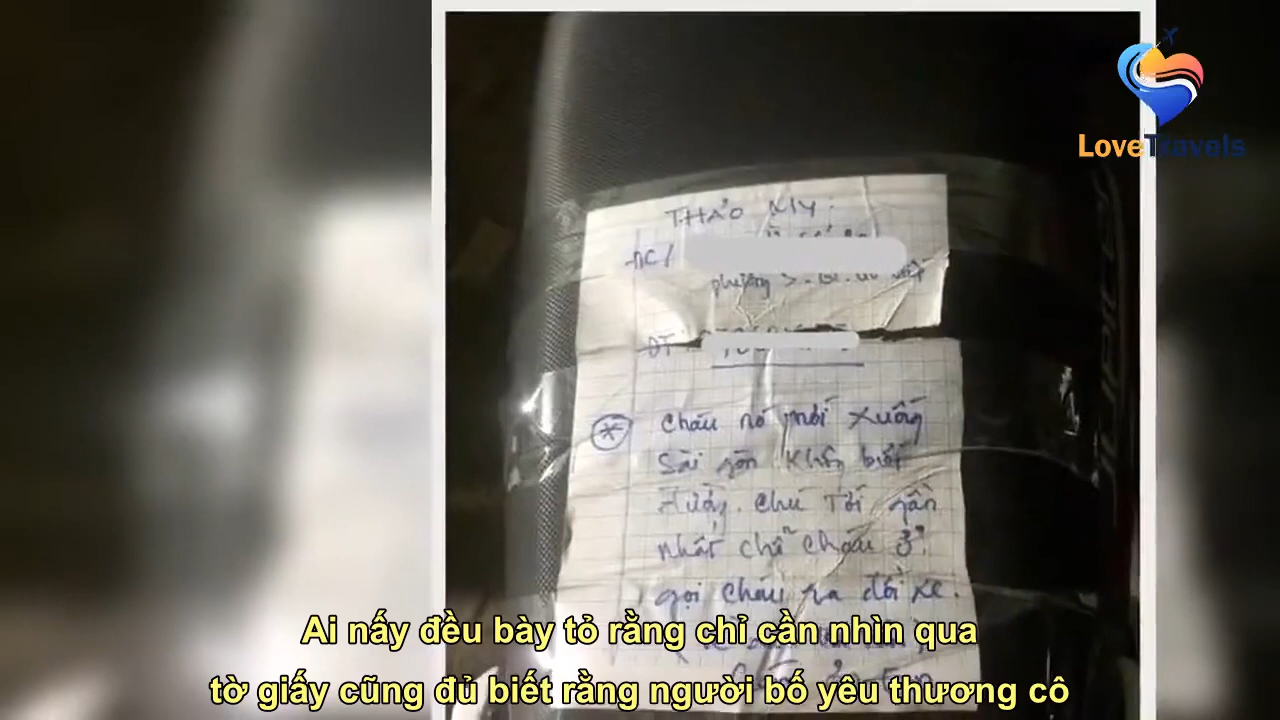 LoveTravels
THẢO MY:
ĐC/
phường
ĐT
Cháu nó mới xuống
Sài gòn không biết
đường. Chú Tới gần
nhất chỗ cháu ở
gọi cháu ra đón xe.
Ai nấy đều bày tỏ rằng chỉ cần nhìn qua
tờ giấy cũng đủ biết rằng người bố yêu thương cô